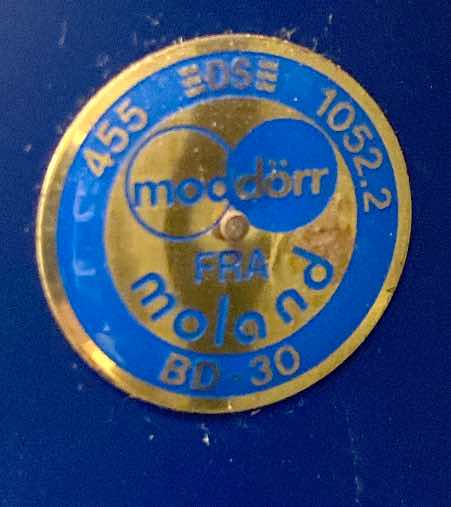 DS
455
1052.2
moddörr
FRA
moland
BD-30